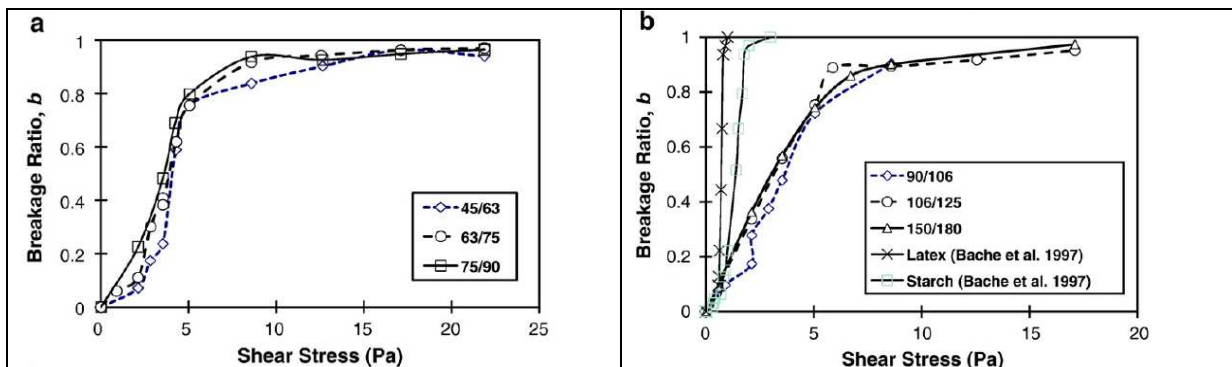 a
Breakage Ratio, b
1
0.8
0.6
0.4
0.2
0
0 5 10 15 20 25
Shear Stress (Pa)
45/63
63/75
75/90
b
Breakage Ratio, b
1
0.8
0.6
0.4
0.2
0
0 5 10 15 20
Shear Stress (Pa)
90/106
106/125
150/180
Latex (Bache et al. 1997)
Starch (Bache et al. 1997)